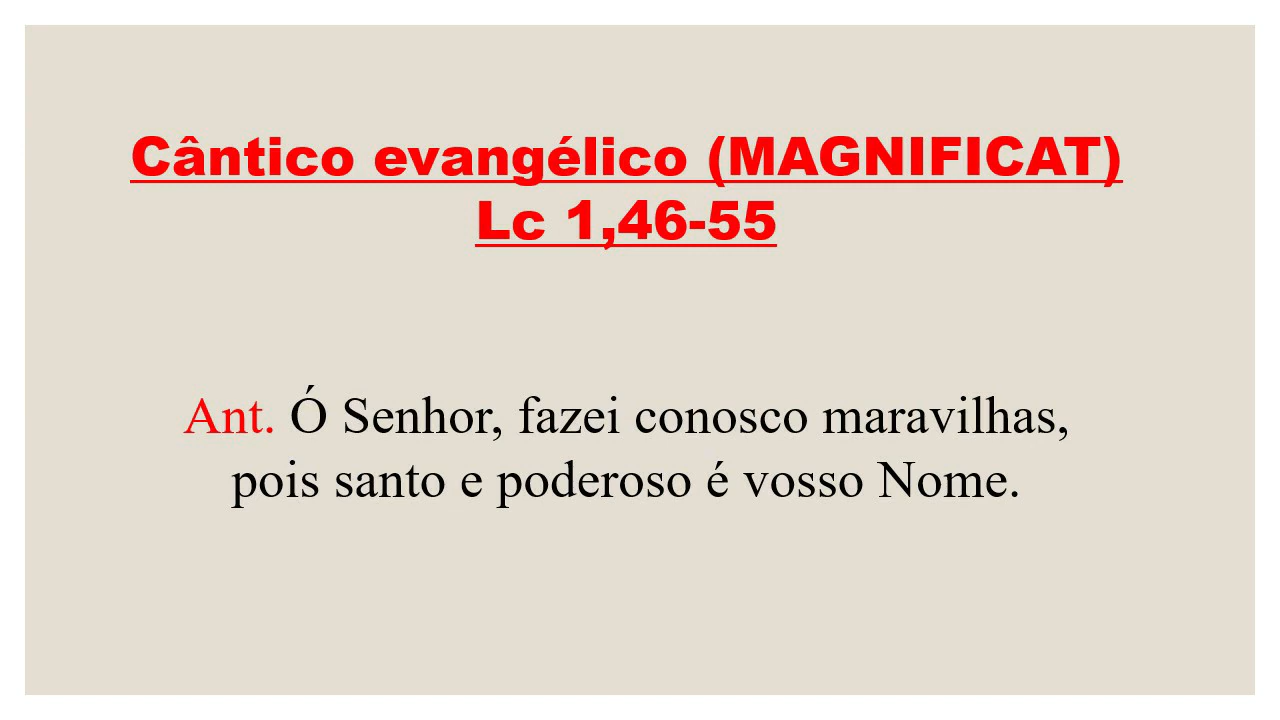 Cântico evangélico (MAGNIFICAT)
Lc 1,46-55
Ant. Ó Senhor, fazei conosco maravilhas,
pois santo e poderoso é vosso Nome.